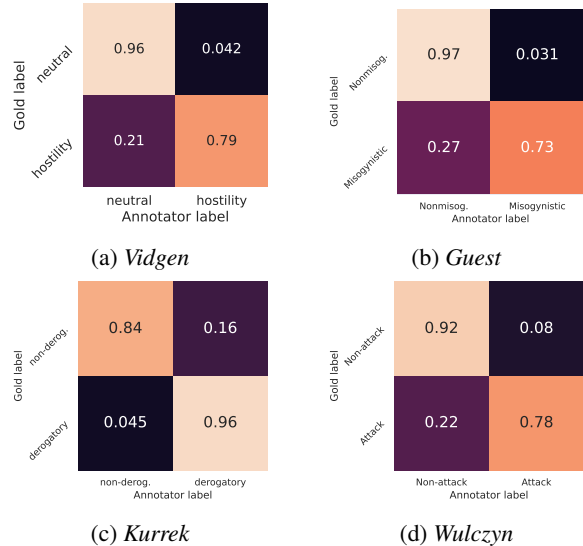 neutral
0.96 0.042
Gold label
hostility
0.21 0.79
neutral hostility
Annotator label
(a) Vidgen
Nonmisog.
0.97 0.031
Gold label
Misogynistic
0.27 0.73
Nonmisog. Misogynistic
Annotator label
(b) Guest
non-derog.
0.84 0.16
Gold label
derogatory
0.045 0.96
non-derog. derogatory
Annotator label
(c) Kurrek
Non-attack
0.92 0.08
Gold label
Attack
0.22 0.78
Non-attack Attack
Annotator label
(d) Wulczyn